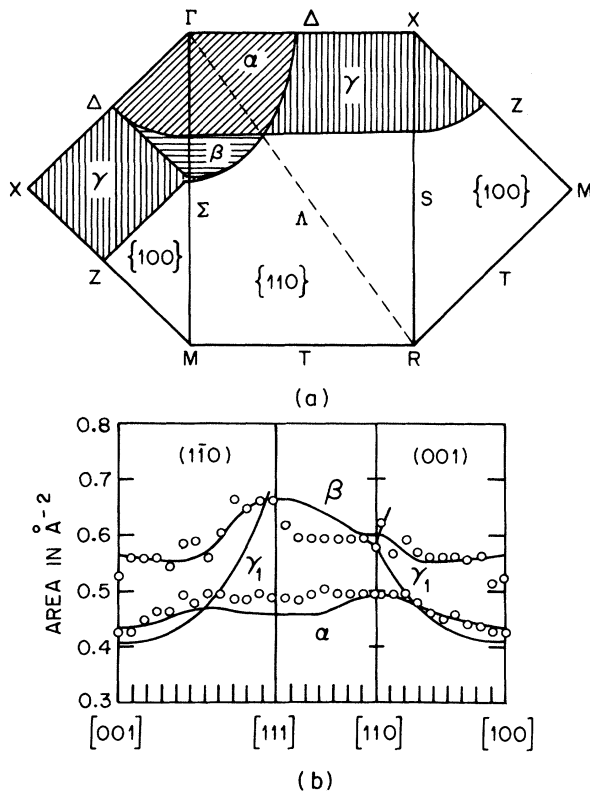 Γ Δ X
α
γ
Δ Z
β
γ
X Σ Λ S {100} M
{100}
Z {110} T
M T R
(a)
0.8
(11̄0) (001)
0.7
β
0.6
γ₁ γ₁
0.5
α
0.4
0.3
AREA IN Å⁻²
[001] [111] [110] [100]
(b)